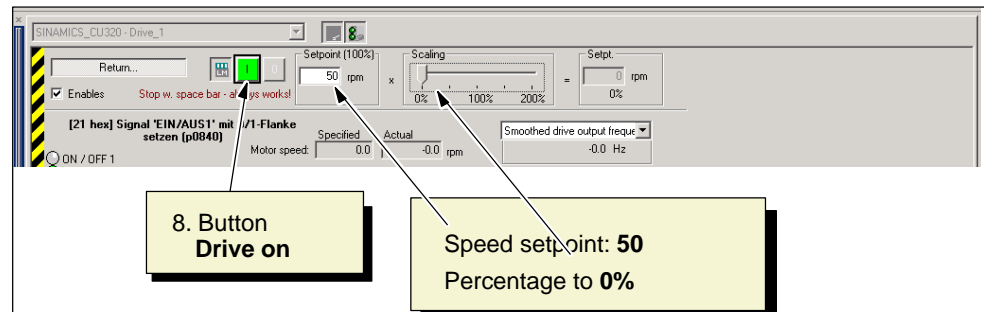 SINAMICS_CU320 - Drive_1
Setpoint (100%)
Scaling
Setpt.
Return...
I
0
50 rpm
x
=
0 rpm
Enables
Stop w. space bar - always works!
0%
100%
200%
0%
[21 hex] Signal 'EIN/AUS1' mit 0/1-Flanke
setzen (p0840)
Specified
Actual
Smoothed drive output freque
ON / OFF 1
Motor speed:
0.0
-0.0 rpm
-0.0 Hz
8. Button
Drive on
Speed setpoint: 50
Percentage to 0%